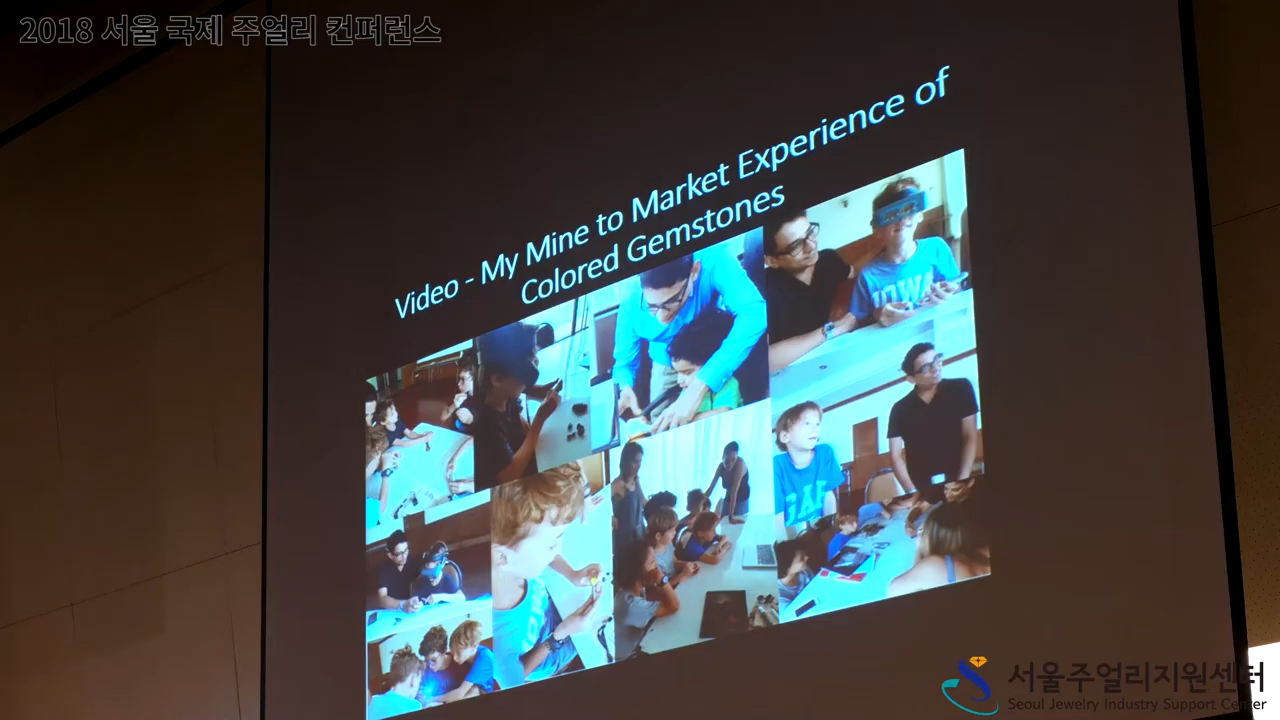 2018 서울 국제 주얼리 컨퍼런스
Video - My Mine to Market Experience of
Colored Gemstones
IOWA
GAP
서울주얼리지원센터
Seoul Jewelry Industry Support Center